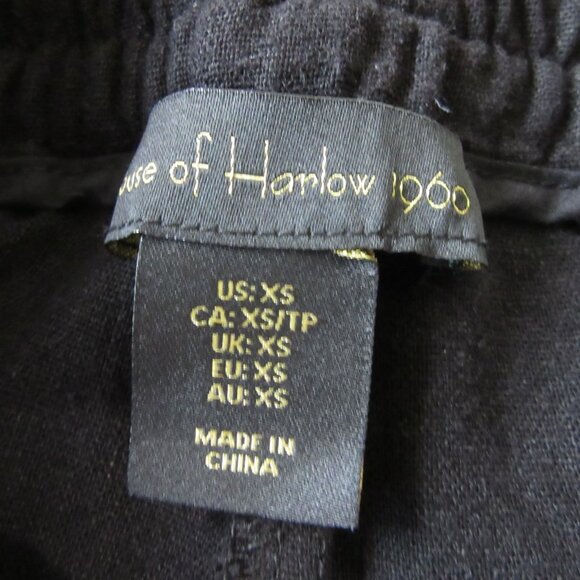 ouse of Harlow 1960
US: XS
CA: XS/TP
UK: XS
EU: XS
AU: XS
MADE IN
CHINA